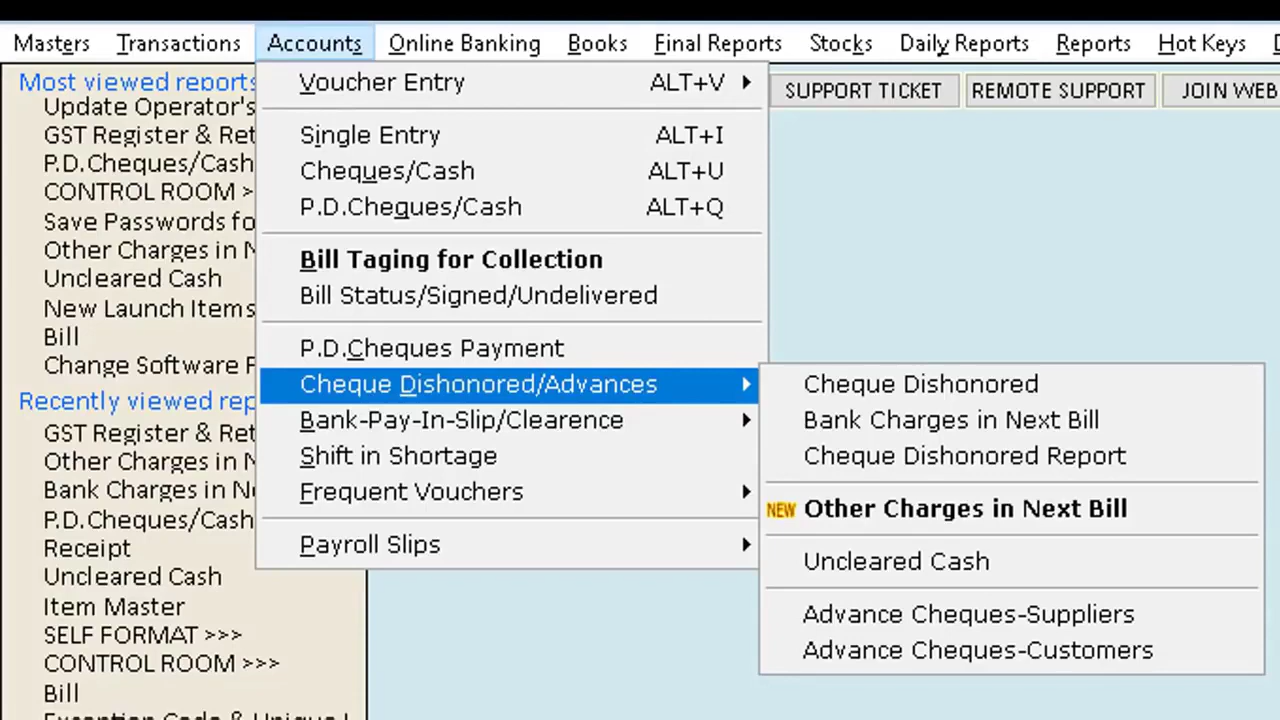 Masters Transactions Accounts Online Banking Books Final Reports Stocks Daily Reports Reports Hot Keys
SUPPORT TICKET REMOTE SUPPORT JOIN WEB
Most viewed reports
Update Operator's
GST Register & Ret
P.D.Cheques/Cash
CONTROL ROOM >
Save Passwords fo
Other Charges in N
Uncleared Cash
New Launch Items
Bill
Change Software F
Recently viewed rep
GST Register & Ret
Other Charges in N
Bank Charges in Ne
P.D.Cheques/Cash
Receipt
Uncleared Cash
Item Master
SELF FORMAT >>>
CONTROL ROOM >>>
Bill
Exception Code & Unique I
Voucher Entry ALT+V
Single Entry ALT+I
Cheques/Cash ALT+U
P.D.Cheques/Cash ALT+Q
Bill Taging for Collection
Bill Status/Signed/Undelivered
P.D.Cheques Payment
Cheque Dishonored/Advances
Bank-Pay-In-Slip/Clearence
Shift in Shortage
Frequent Vouchers
Payroll Slips
Cheque Dishonored
Bank Charges in Next Bill
Cheque Dishonored Report
NEW Other Charges in Next Bill
Uncleared Cash
Advance Cheques-Suppliers
Advance Cheques-Customers